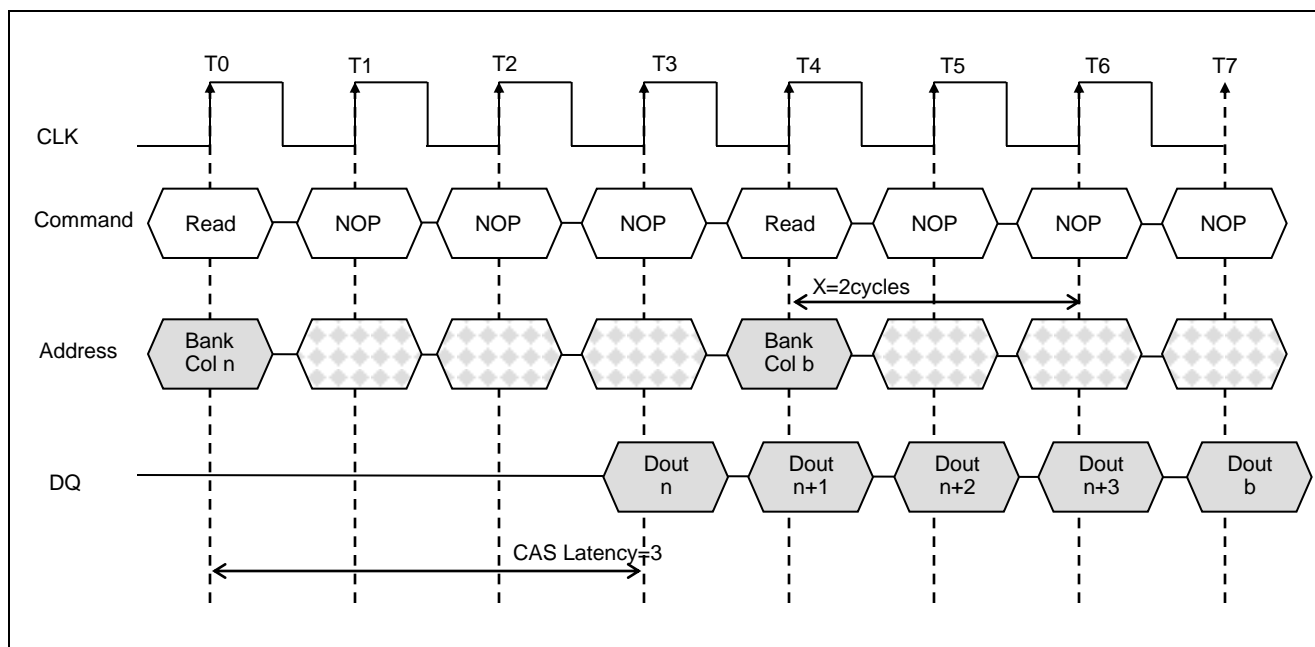 T0 T1 T2 T3 T4 T5 T6 T7
CLK
Command Read NOP NOP NOP Read NOP NOP NOP
X=2cycles
Address
Bank
Col n
Bank
Col b
DQ
Dout
n
Dout
n+1
Dout
n+2
Dout
n+3
Dout
b
CAS Latency=3